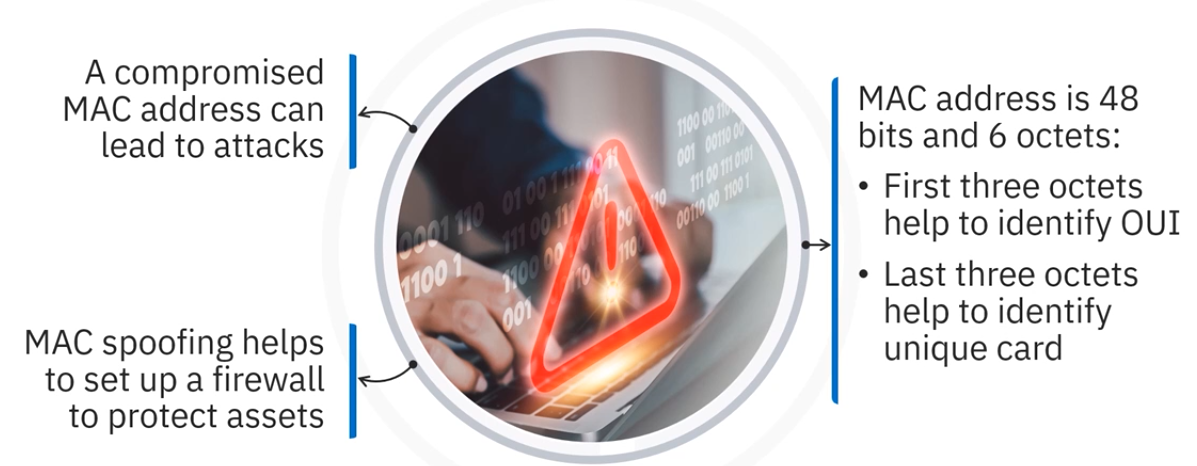 A compromised
MAC address can
lead to attacks
MAC spoofing helps
to set up a firewall
to protect assets
MAC address is 48
bits and 6 octets:
• First three octets
help to identify OUI
• Last three octets
help to identify
unique card